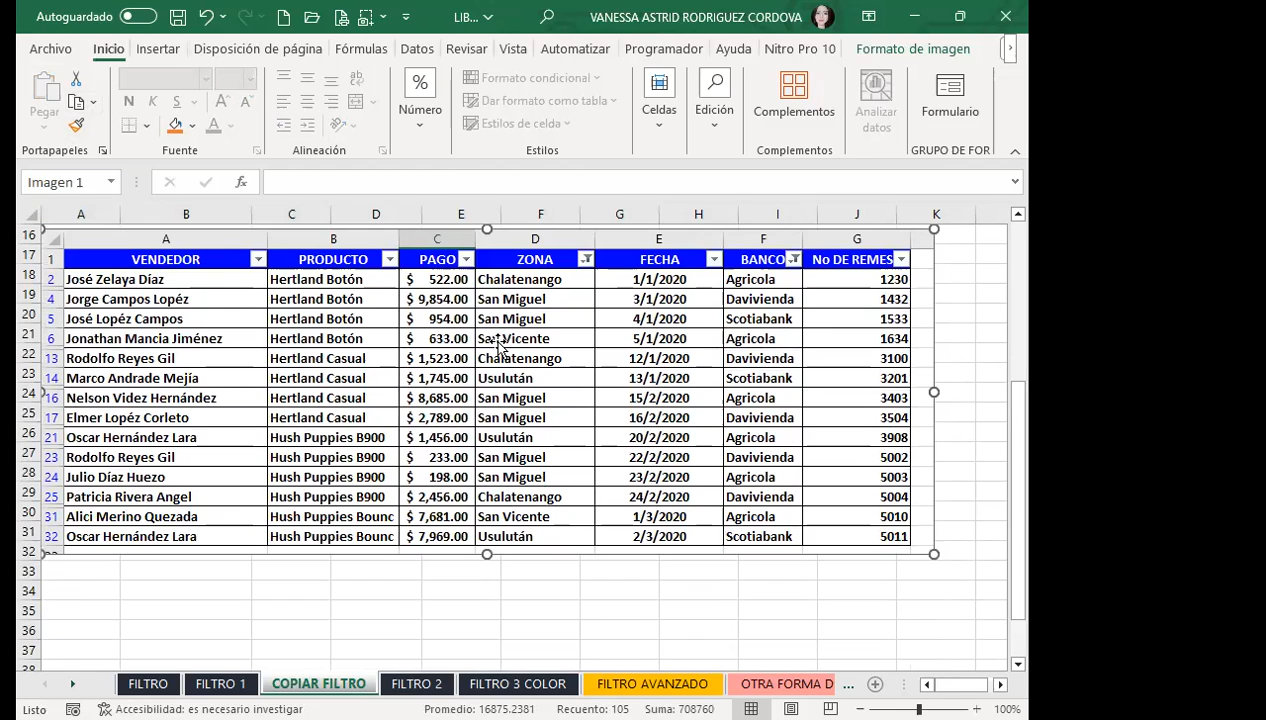 Autoguardado LIB... VANESSA ASTRID RODRIGUEZ CORDOVA
Archivo Inicio Insertar Disposición de página Fórmulas Datos Revisar Vista Automatizar Programador Ayuda Nitro Pro 10 Formato de imagen
Pegar N K S A A A ab % Número Formato condicional Celdas Edición Complementos Analizar datos Formulario
Dar formato como tabla
Estilos de celda
Portapapeles Fuente Alineación Estilos Complementos GRUPO DE FOR
Imagen 1 fx
A B C D E F G H I J K
16 A B C D E F G
17 1 VENDEDOR PRODUCTO PAGO ZONA FECHA BANCO No DE REMES
18 2 José Zelaya Díaz Hertland Botón $ 522.00 Chalatenango 1/1/2020 Agricola 1230
19 4 Jorge Campos Lopéz Hertland Botón $ 9,854.00 San Miguel 3/1/2020 Davivienda 1432
20 5 José Lopéz Campos Hertland Botón $ 954.00 San Miguel 4/1/2020 Scotiabank 1533
21 6 Jonathan Mancia Jiménez Hertland Botón $ 633.00 San Vicente 5/1/2020 Agricola 1634
22 13 Rodolfo Reyes Gil Hertland Casual $ 1,523.00 Chalatenango 12/1/2020 Davivienda 3100
23 14 Marco Andrade Mejía Hertland Casual $ 1,745.00 Usulután 13/1/2020 Scotiabank 3201
24 16 Nelson Videz Hernández Hertland Casual $ 8,685.00 San Miguel 15/2/2020 Agricola 3403
25 17 Elmer Lopéz Corleto Hertland Casual $ 2,789.00 San Miguel 16/2/2020 Davivienda 3504
26 21 Oscar Hernández Lara Hush Puppies B900 $ 1,456.00 Usulután 20/2/2020 Agricola 3908
27 23 Rodolfo Reyes Gil Hush Puppies B900 $ 233.00 San Miguel 22/2/2020 Davivienda 5002
28 24 Julio Díaz Huezo Hush Puppies B900 $ 198.00 San Miguel 23/2/2020 Agricola 5003
29 25 Patricia Rivera Angel Hush Puppies B900 $ 2,456.00 Chalatenango 24/2/2020 Davivienda 5004
30 31 Alici Merino Quezada Hush Puppies Bounc $ 7,681.00 San Vicente 1/3/2020 Agricola 5010
31 32 Oscar Hernández Lara Hush Puppies Bounc $ 7,969.00 Usulután 2/3/2020 Scotiabank 5011
32
33
34
35
36
37
38
FILTRO FILTRO 1 COPIAR FILTRO FILTRO 2 FILTRO 3 COLOR FILTRO AVANZADO OTRA FORMA D ...
Listo Accesibilidad: es necesario investigar Promedio: 16875.2381 Recuento: 105 Suma: 708760 100%